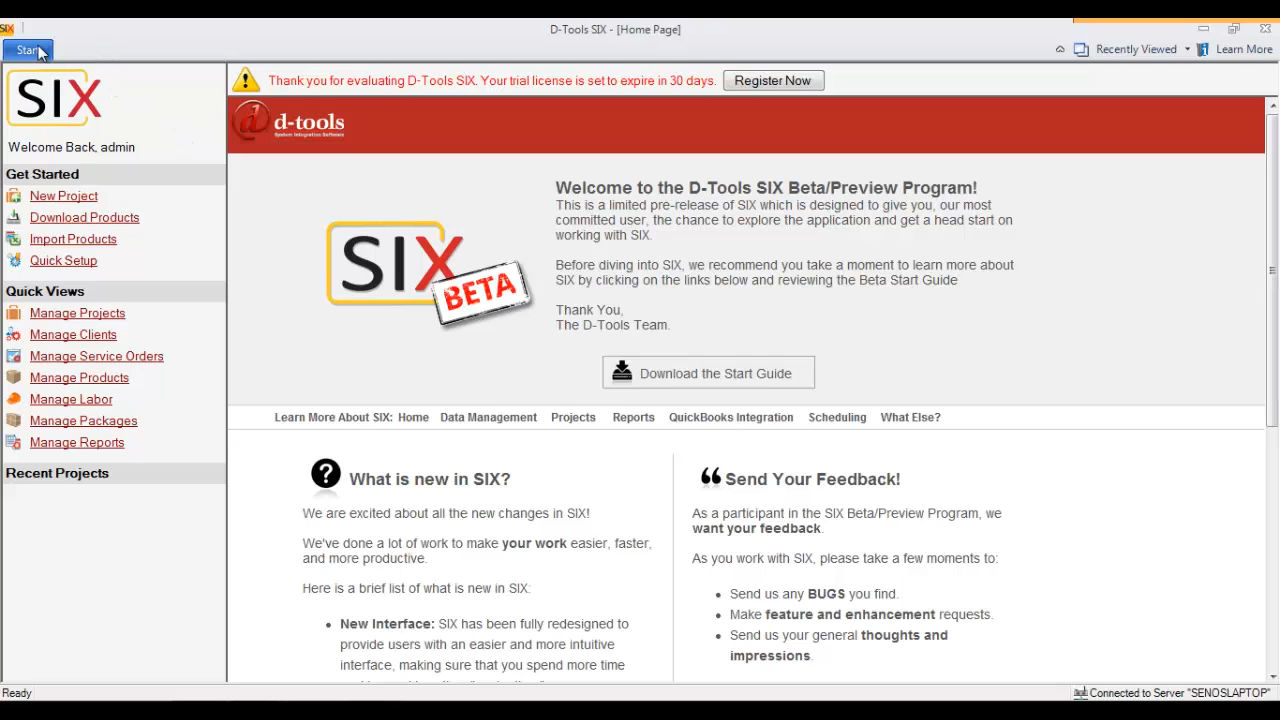 SIX
D-Tools SIX - [Home Page]
Start
Recently Viewed
Learn More
SIX
Welcome Back, admin
Get Started
New Project
Download Products
Import Products
Quick Setup
Quick Views
Manage Projects
Manage Clients
Manage Service Orders
Manage Products
Manage Labor
Manage Packages
Manage Reports
Recent Projects
Thank you for evaluating D-Tools SIX. Your trial license is set to expire in 30 days.
Register Now
d d-tools
System Integration Software
SIX
BETA
Welcome to the D-Tools SIX Beta/Preview Program!
This is a limited pre-release of SIX which is designed to give you, our most
committed user, the chance to explore the application and get a head start on
working with SIX.
Before diving into SIX, we recommend you take a moment to learn more about
SIX by clicking on the links below and reviewing the Beta Start Guide
Thank You,
The D-Tools Team.
Download the Start Guide
Learn More About SIX: Home Data Management Projects Reports QuickBooks Integration Scheduling What Else?
? What is new in SIX?
We are excited about all the new changes in SIX!
We've done a lot of work to make your work easier, faster,
and more productive.
Here is a brief list of what is new in SIX:
• New Interface: SIX has been fully redesigned to
provide users with an easier and more intuitive
interface, making sure that you spend more time
Send Your Feedback!
As a participant in the SIX Beta/Preview Program, we
want your feedback.
As you work with SIX, please take a few moments to:
• Send us any BUGS you find.
• Make feature and enhancement requests.
• Send us your general thoughts and
impressions.
Ready
Connected to Server "SENOSLAPTOP"